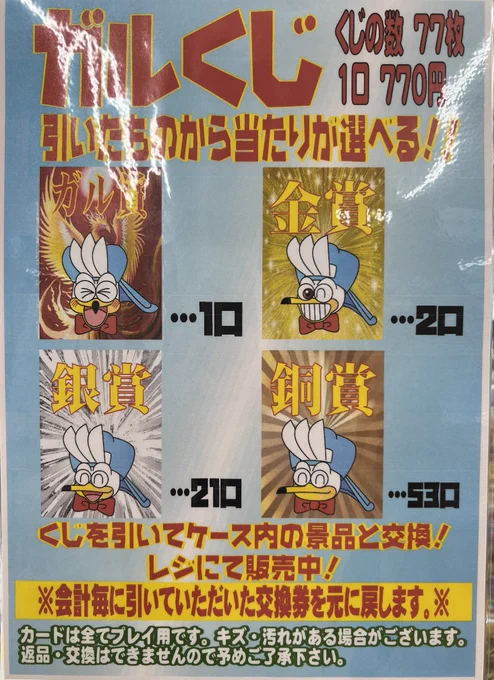 ガルくじ
くじの数 77枚
1口 770円
引いたものから当たりが選べる!!
ガル賞
…1口
金賞
…2口
銀賞
…21口
銅賞
…53口
くじを引いてケース内の景品と交換!
レジにて販売中!
※会計毎に引いていただいた交換券を元に戻します。※
カードは全てプレイ用です。キズ・汚れがある場合がございます。
返品・交換はできませんので予めご了承下さい。